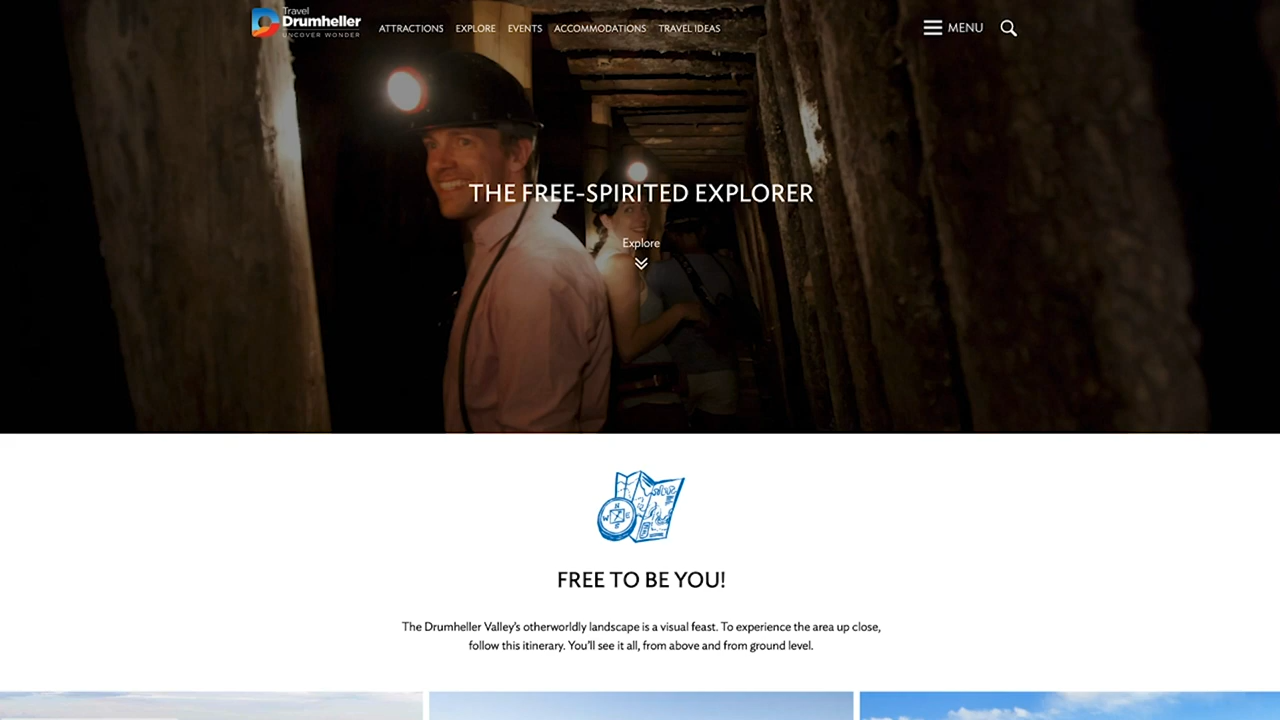 Travel
Drumheller
UNCOVER WONDER
ATTRACTIONS EXPLORE EVENTS ACCOMMODATIONS TRAVEL IDEAS
MENU
THE FREE-SPIRITED EXPLORER
Explore
N
W E
S
FREE TO BE YOU!
The Drumheller Valley's otherworldly landscape is a visual feast. To experience the area up close,
follow this itinerary. You'll see it all, from above and from ground level.